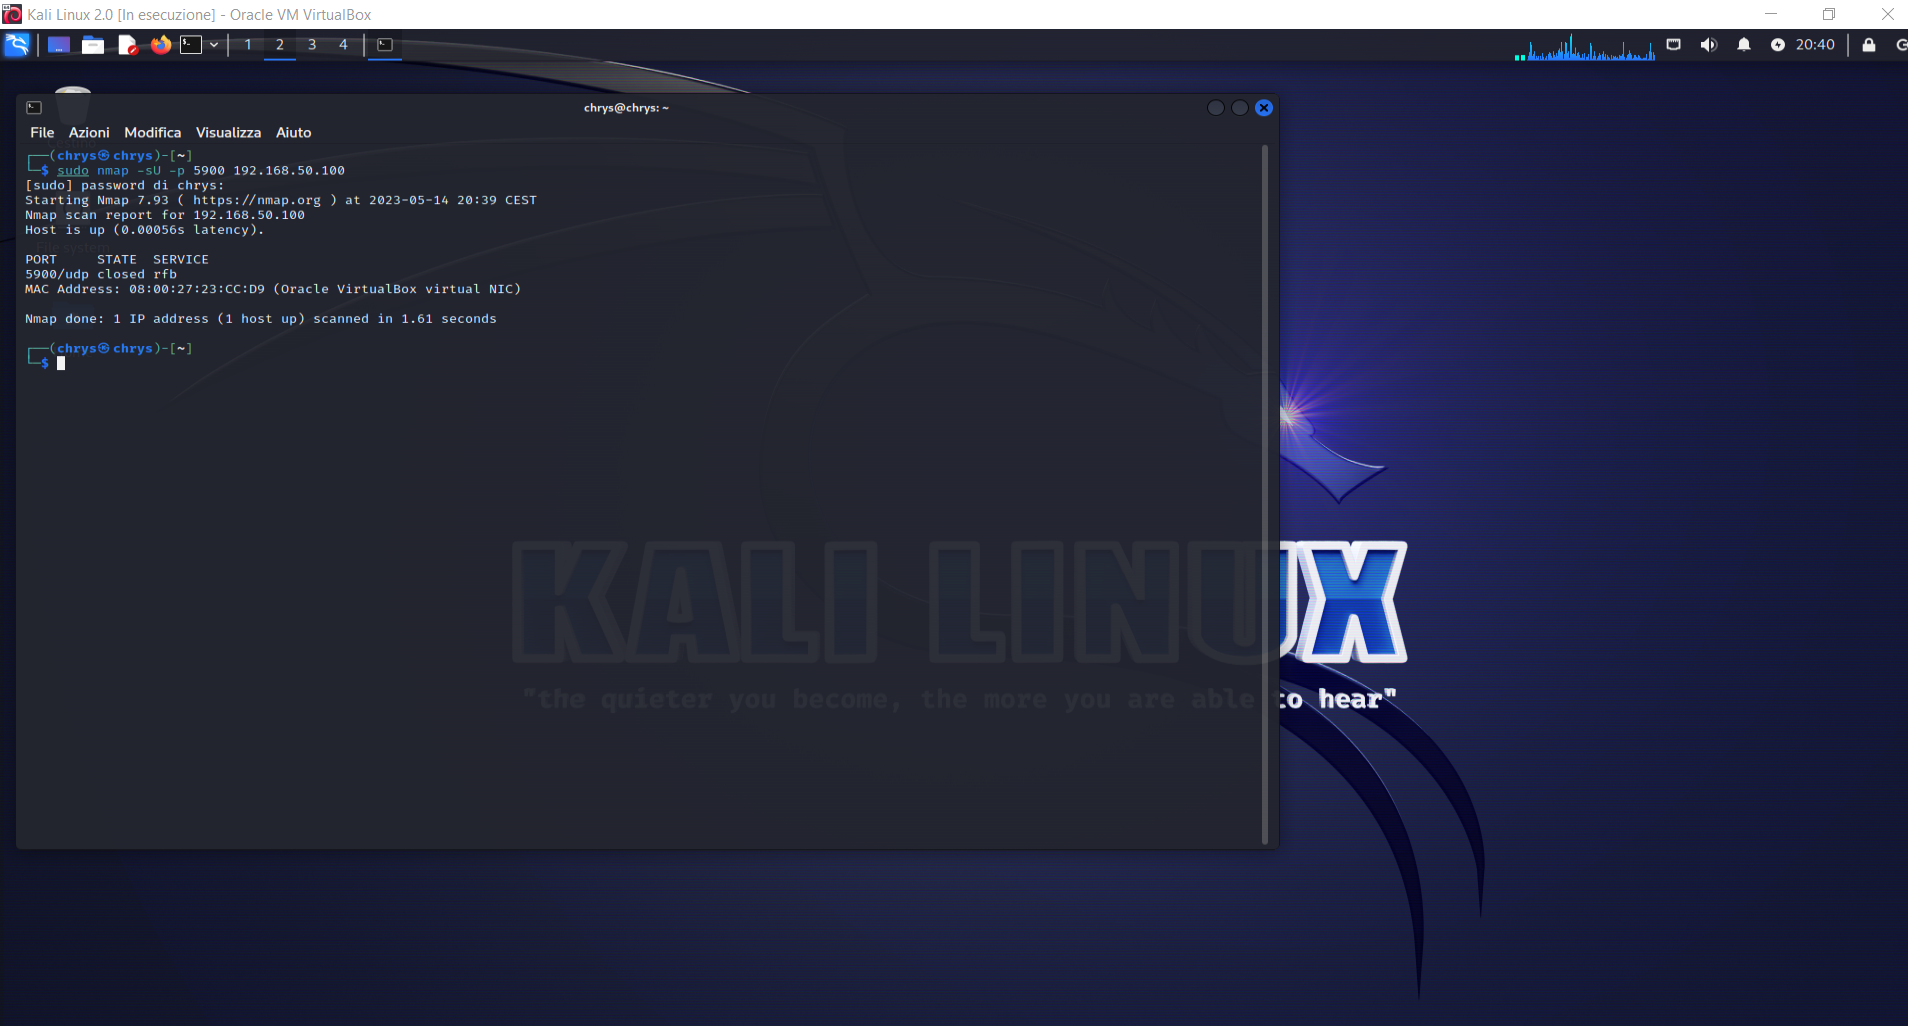 Kali Linux 2.0 [In esecuzione] - Oracle VM VirtualBox
1 2 3 4
20:40
chrys@chrys: ~
File Azioni Modifica Visualizza Aiuto
┌──(chrys㉿chrys)-[~]
└─$ sudo nmap -sU -p 5900 192.168.50.100
[sudo] password di chrys:
Starting Nmap 7.93 ( https://nmap.org ) at 2023-05-14 20:39 CEST
Nmap scan report for 192.168.50.100
Host is up (0.00056s latency).
File system
PORT     STATE  SERVICE
5900/udp closed rfb
MAC Address: 08:00:27:23:CC:D9 (Oracle VirtualBox virtual NIC)
Nmap done: 1 IP address (1 host up) scanned in 1.61 seconds
┌──(chrys㉿chrys)-[~]
└─$
KALI LINUX
"the quieter you become, the more you are able to hear"